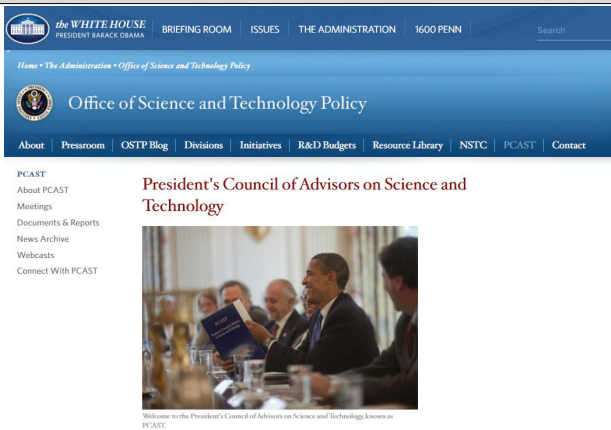 the WHITE HOUSE
PRESIDENT BARACK OBAMA
BRIEFING ROOM ISSUES THE ADMINISTRATION 1600 PENN Search
Home • The Administration • Office of Science and Technology Policy
Office of Science and Technology Policy
About Pressroom OSTP Blog Divisions Initiatives R&D Budgets Resource Library NSTC PCAST Contact
PCAST
About PCAST
Meetings
Documents & Reports
News Archive
Webcasts
Connect With PCAST
President's Council of Advisors on Science and
Technology
PCAST
Welcome to the President's Council of Advisors on Science and Technology, known as
PCAST.